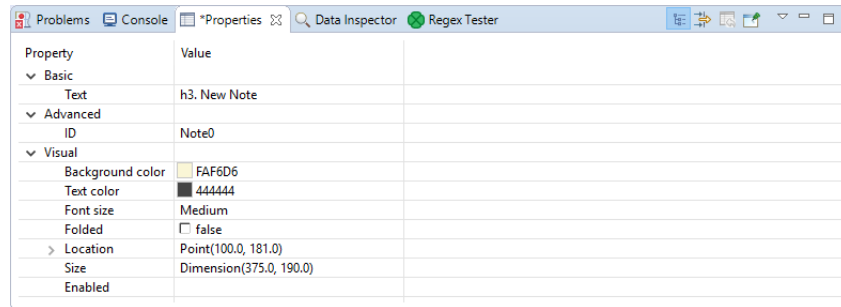 Problems Console *Properties Data Inspector Regex Tester
Property Value
Basic
Text h3. New Note
Advanced
ID Note0
Visual
Background color FAF6D6
Text color 444444
Font size Medium
Folded false
Location Point(100.0, 181.0)
Size Dimension(375.0, 190.0)
Enabled